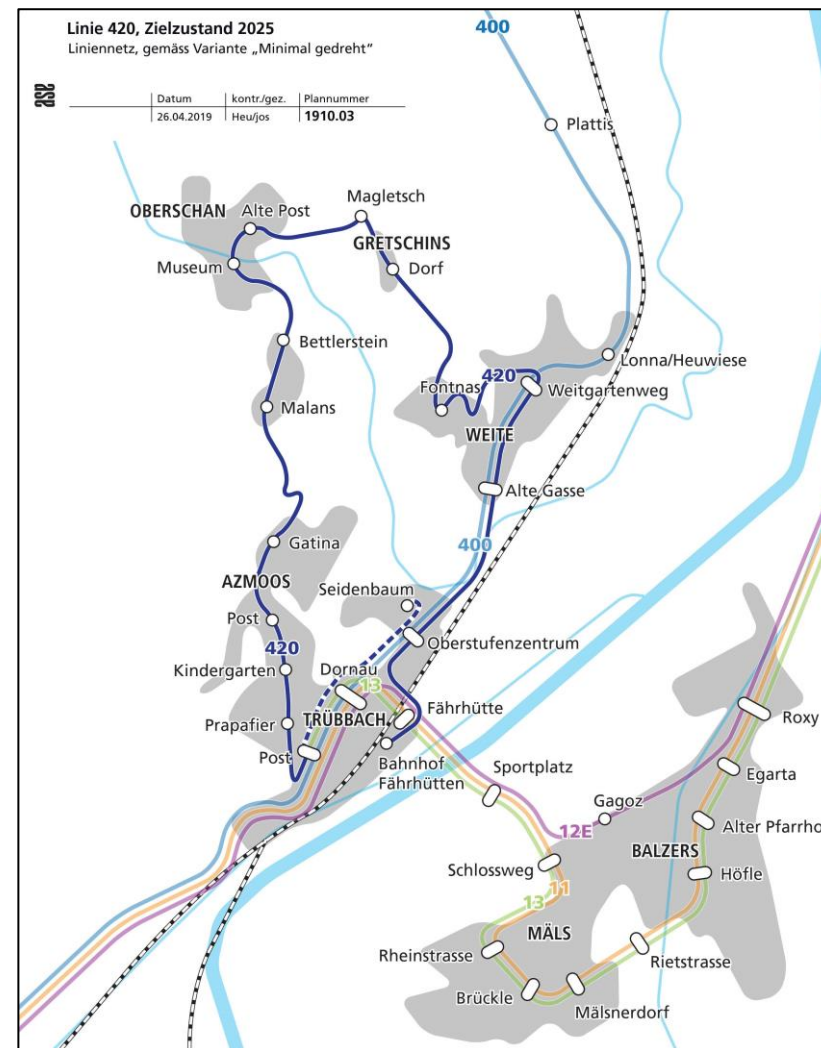 400
Linie 420, Zielzustand 2025
Liniennetz, gemäss Variante „Minimal gedreht“
ase
Datum
kontr./gez.
Plannummer
26.04.2019
Heu/jos
1910.03
Plattis
Magletsch
OBERSCHAN
Alte Post
GRETSCHINS
Museum
Dorf
Bettlerstein
Lonna/Heuwiese
Fontnas
420
Weitgartenweg
Malans
WEITE
Alte Gasse
Gatina
400
AZMOOS
Seidenbaum
Post
Oberstufenzentrum
420
Kindergarten
Dornau
13
Prapafier
TRÜBBACH
Fährhütte
Roxy
Post
Bahnhof
Fährhütten
Sportplatz
Egarta
Gagoz
12E
Alter Pfarrho
BALZERS
Schlossweg
Höfle
11
13
MÄLS
Rheinstrasse
Rietstrasse
Brückle
Mälsnerdorf